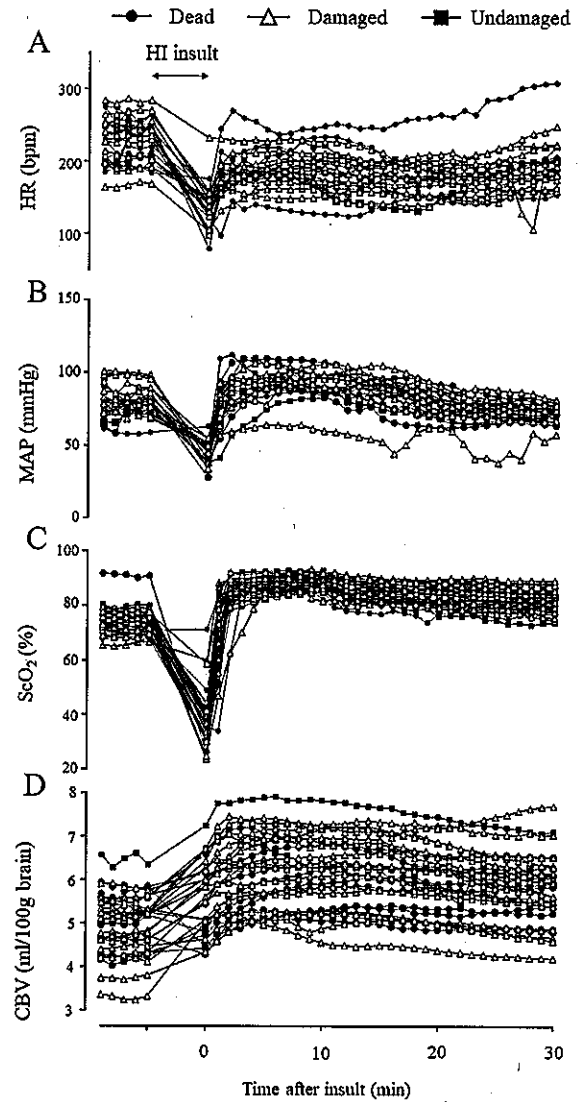 Dead Damaged Undamaged
A
HI insult
300
200
100
HR (bpm)
B
150
100
50
0
MAP (mmHg)
C
100
80
60
40
20
ScO2 (%)
D
8
7
6
5
4
3
CBV (ml/100g brain)
0 10 20 30
Time after insult (min)